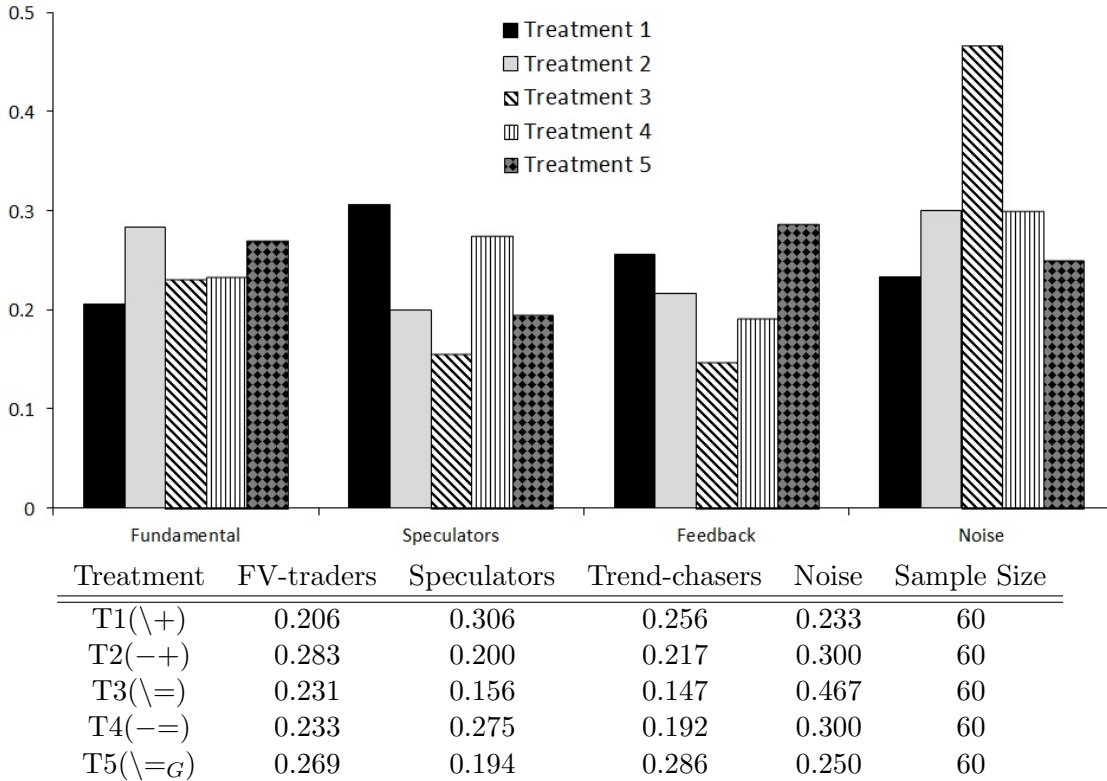 0.5
Treatment 1
Treatment 2
0.4
Treatment 3
Treatment 4
Treatment 5
0.3
0.2
0.1
0
Fundamental Speculators Feedback Noise
Treatment FV-traders Speculators Trend-chasers Noise Sample Size
T1(\+) 0.206 0.306 0.256 0.233 60
T2(−+) 0.283 0.200 0.217 0.300 60
T3(\=) 0.231 0.156 0.147 0.467 60
T4(−=) 0.233 0.275 0.192 0.300 60
T5(\=G) 0.269 0.194 0.286 0.250 60